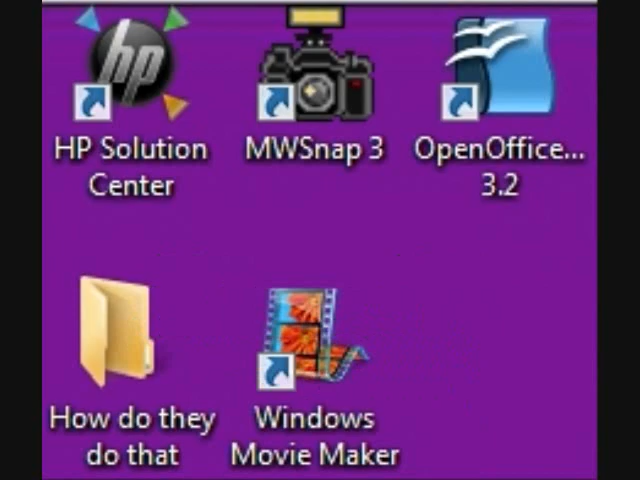 hp
HP Solution
Center
MWSnap 3
OpenOffice...
3.2
How do they
do that
Windows
Movie Maker